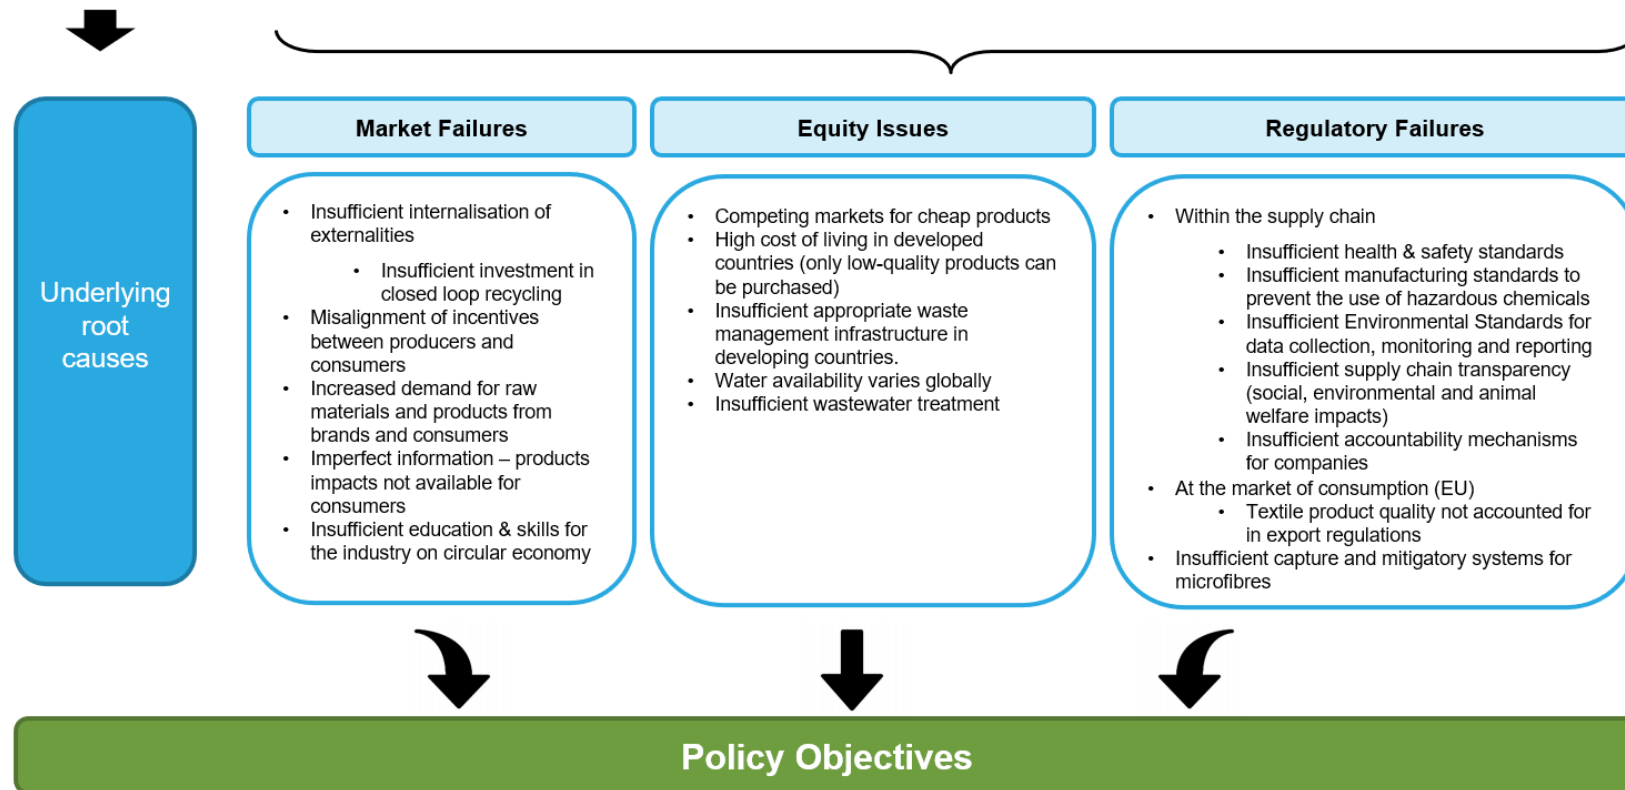 Underlying
root
causes
Market Failures
• Insufficient internalisation of
externalities
• Insufficient investment in
closed loop recycling
• Misalignment of incentives
between producers and
consumers
• Increased demand for raw
materials and products from
brands and consumers
• Imperfect information – products
impacts not available for
consumers
• Insufficient education & skills for
the industry on circular economy
Equity Issues
• Competing markets for cheap products
• High cost of living in developed
countries (only low-quality products can
be purchased)
• Insufficient appropriate waste
management infrastructure in
developing countries.
• Water availability varies globally
• Insufficient wastewater treatment
Regulatory Failures
• Within the supply chain
• Insufficient health & safety standards
• Insufficient manufacturing standards to
prevent the use of hazardous chemicals
• Insufficient Environmental Standards for
data collection, monitoring and reporting
• Insufficient supply chain transparency
(social, environmental and animal
welfare impacts)
• Insufficient accountability mechanisms
for companies
• At the market of consumption (EU)
• Textile product quality not accounted for
in export regulations
• Insufficient capture and mitigatory systems for
microfibres
Policy Objectives